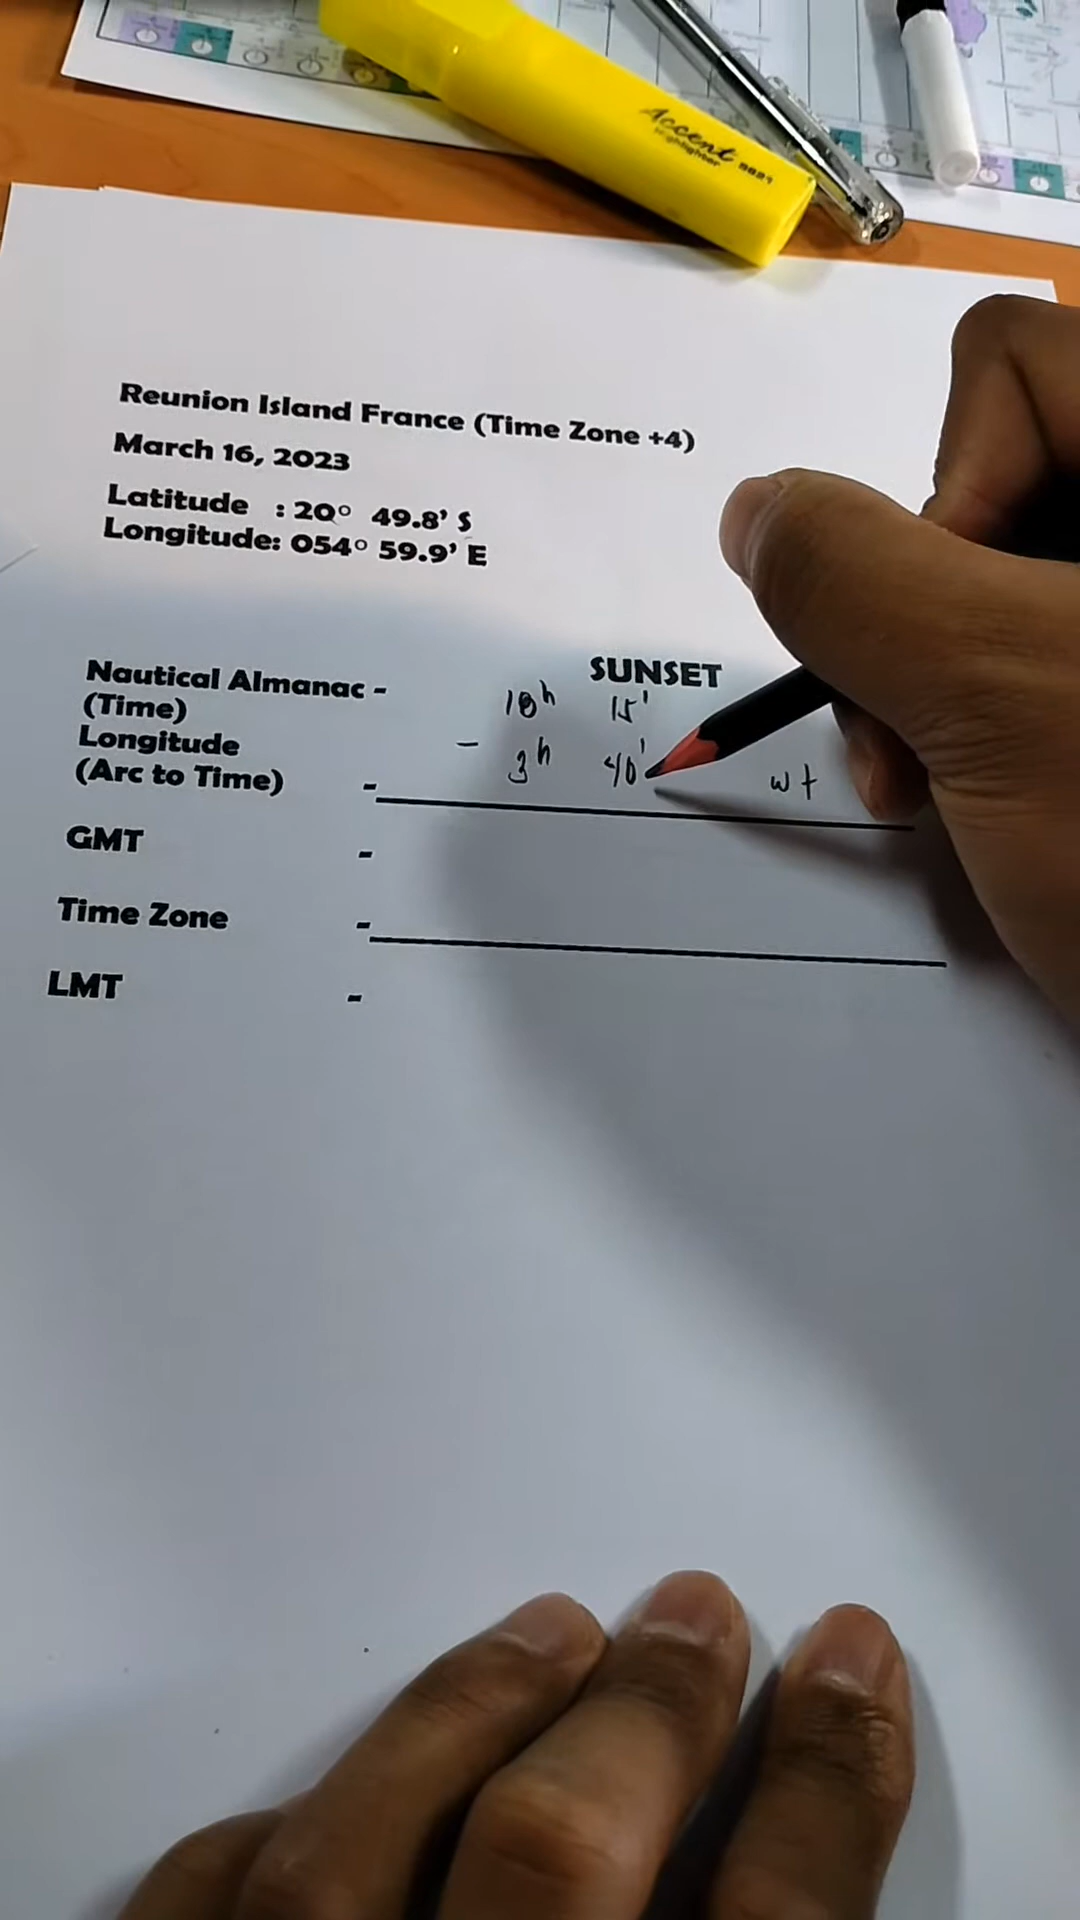 Accent
Highlighter
Reunion Island France (Time Zone +4)
March 16, 2023
Latitude : 20° 49.8' S
Longitude: 054° 59.9' E
SUNSET
Nautical Almanac -
(Time) 18h 15'
Longitude
(Arc to Time) - - 3h 40' wt
GMT -
Time Zone -
LMT -